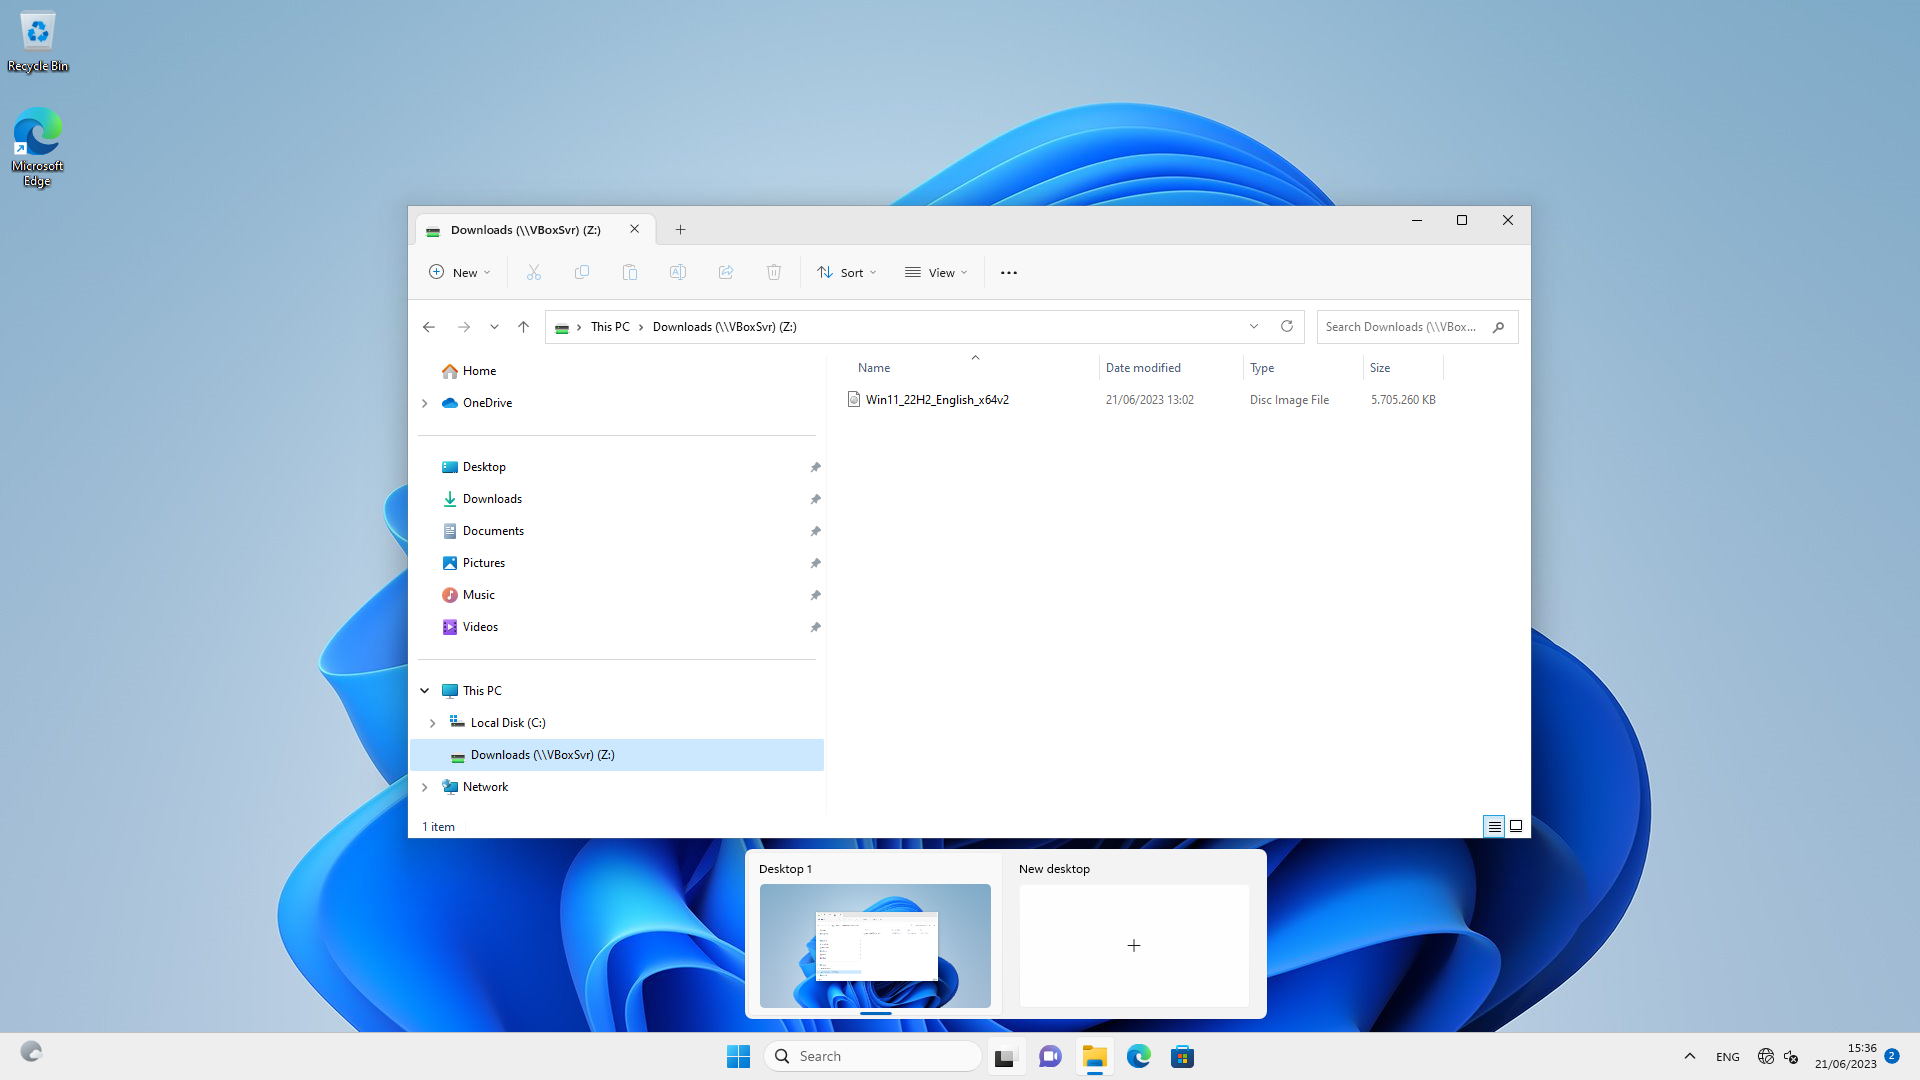 Recycle Bin
Microsoft
Edge
Downloads (\\VBoxSvr) (Z:)
New
Sort
View
This PC
Downloads (\\VBoxSvr) (Z:)
Search Downloads (\\VBox...
Home
OneDrive
Desktop
Downloads
Documents
Pictures
Music
Videos
This PC
Local Disk (C:)
Downloads (\\VBoxSvr) (Z:)
Network
Name Date modified Type Size
Win11_22H2_English_x64v2 21/06/2023 13:02 Disc Image File 5.705.260 KB
1 item
Desktop 1
New desktop
Search
ENG
15:36
21/06/2023
2